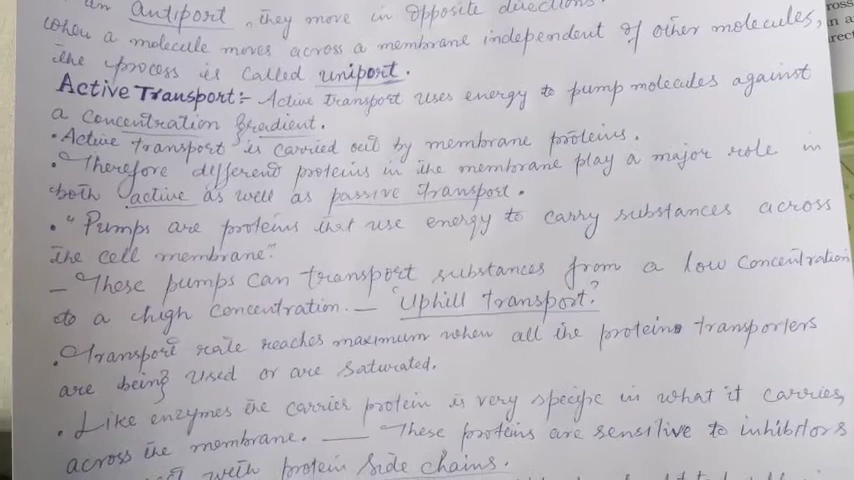 an antiport, they move in opposite directions.
When a molecule moves across a membrane independent of other molecules,
the process is called uniport.
Active Transport:- Active transport uses energy to pump molecules against
a concentration gradient.
• Active transport is carried out by membrane proteins.
• Therefore different proteins in the membrane play a major role in
both active as well as passive transport.
• "Pumps are proteins that use energy to carry substances across
the cell membrane."
– These pumps can transport substances from a low concentration
to a high concentration. — "Uphill transport."
• Transport rate reaches maximum when all the protein transporters
are being used or are saturated.
• Like enzymes the carrier protein is very specific in what it carries,
across the membrane. —— These proteins are sensitive to inhibitors
with protein side chains.